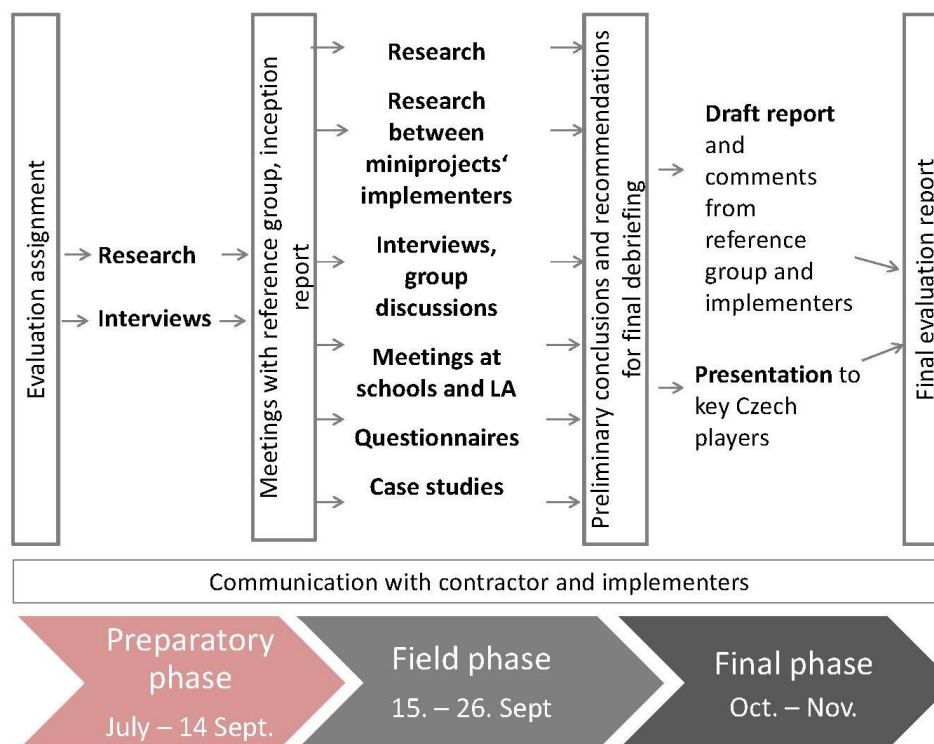 Evaluation assignment
Research
Interviews
Meetings with reference group, inception
report
Research
Research
between
miniprojects‘
implementers
Interviews,
group
discussions
Meetings at
schools and LA
Questionnaires
Case studies
Preliminary conclusions and recommendations
for final debriefing
Draft report
and
comments
from
reference
group and
implementers
Presentation to
key Czech
players
Final evaluation report
Communication with contractor and implementers
Preparatory
phase
July – 14 Sept.
Field phase
15. – 26. Sept
Final phase
Oct. – Nov.